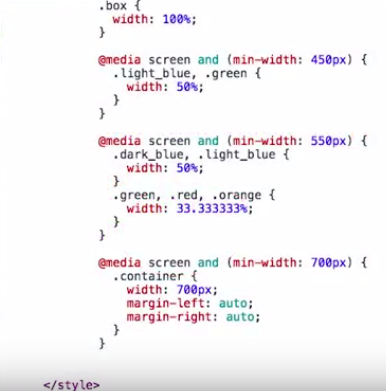 .box {
width: 100%;
}
@media screen and (min-width: 450px) {
.light_blue, .green {
width: 50%;
}
}
@media screen and (min-width: 550px) {
.dark_blue, .light_blue {
width: 50%;
}
.green, .red, .orange {
width: 33.333333%;
}
}
@media screen and (min-width: 700px) {
.container {
width: 700px;
margin-left: auto;
margin-right: auto;
}
}
</style>